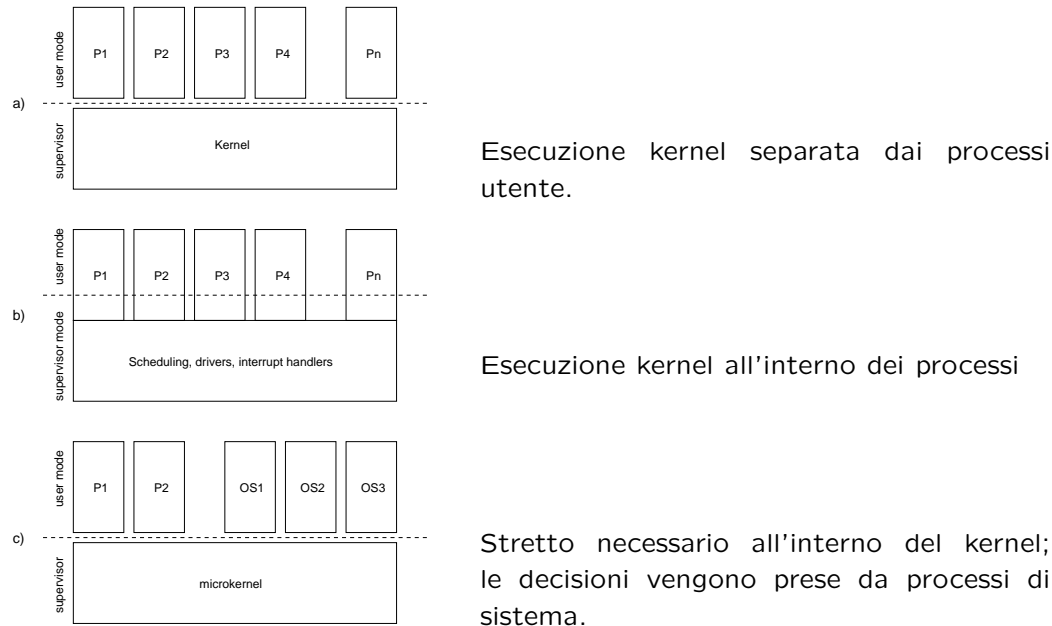 user mode
P1 P2 P3 P4 Pn
a)
supervisor
Kernel
Esecuzione kernel separata dai processi
utente.
user mode
P1 P2 P3 P4 Pn
b)
supervisor mode
Scheduling, drivers, interrupt handlers
Esecuzione kernel all'interno dei processi
user mode
P1 P2 OS1 OS2 OS3
c)
supervisor
microkernel
Stretto necessario all'interno del kernel;
le decisioni vengono prese da processi di
sistema.